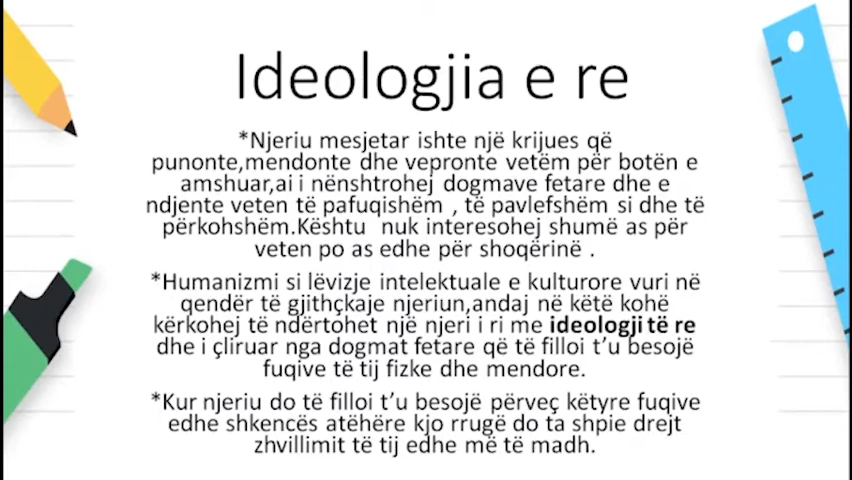 Ideologjia e re
*Njeriu mesjetar ishte një krijues që
punonte,mendonte dhe vepronte vetëm për botën e
amshuar,ai i nënshtrohej dogmave fetare dhe e
ndjente veten të pafuqishëm , të pavlefshëm si dhe të
përkohshëm.Kështu nuk interesohej shumë as për
veten po as edhe për shoqërinë .
*Humanizmi si lëvizje intelektuale e kulturore vuri në
qendër të gjithçkaje njeriun,andaj në këtë kohë
kërkohej të ndërtohet një njeri i ri me ideologji të re
dhe i çliruar nga dogmat fetare që të filloi t’u besojë
fuqive të tij fizke dhe mendore.
*Kur njeriu do të filloi t’u besojë përveç këtyre fuqive
edhe shkencës atëhëre kjo rrugë do ta shpie drejt
zhvillimit të tij edhe më të madh.